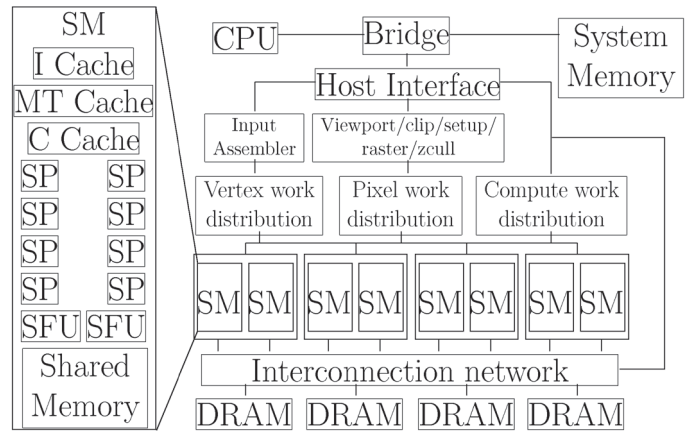 SM
I Cache
MT Cache
C Cache
SP SP
SP SP
SP SP
SP SP
SFU SFU
Shared
Memory
CPU
Bridge
System
Memory
Host Interface
Input
Assembler
Viewport/clip/setup/
raster/zcull
Vertex work
distribution
Pixel work
distribution
Compute work
distribution
SM SM SM SM SM SM SM SM
Interconnection network
DRAM DRAM DRAM DRAM